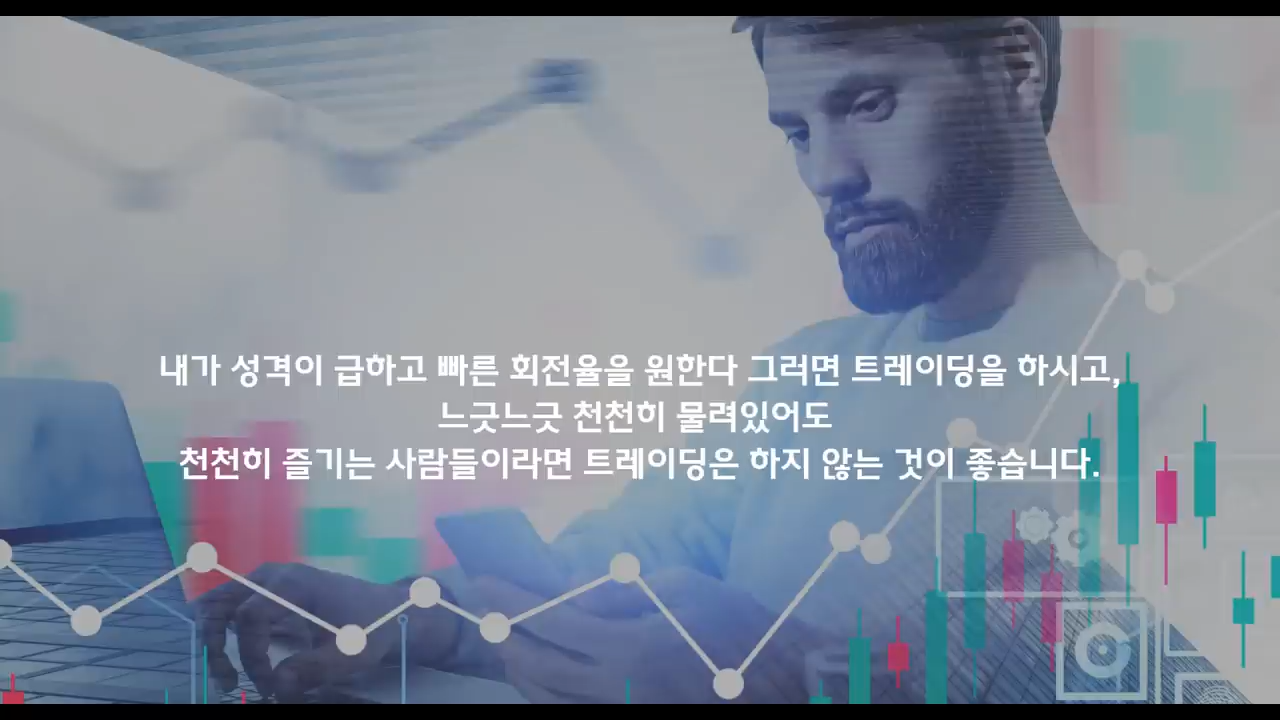 내가 성격이 급하고 빠른 회전율을 원한다 그러면 트레이딩을 하시고,
느긋느긋 천천히 물려있어도
천천히 즐기는 사람들이라면 트레이딩은 하지 않는 것이 좋습니다.